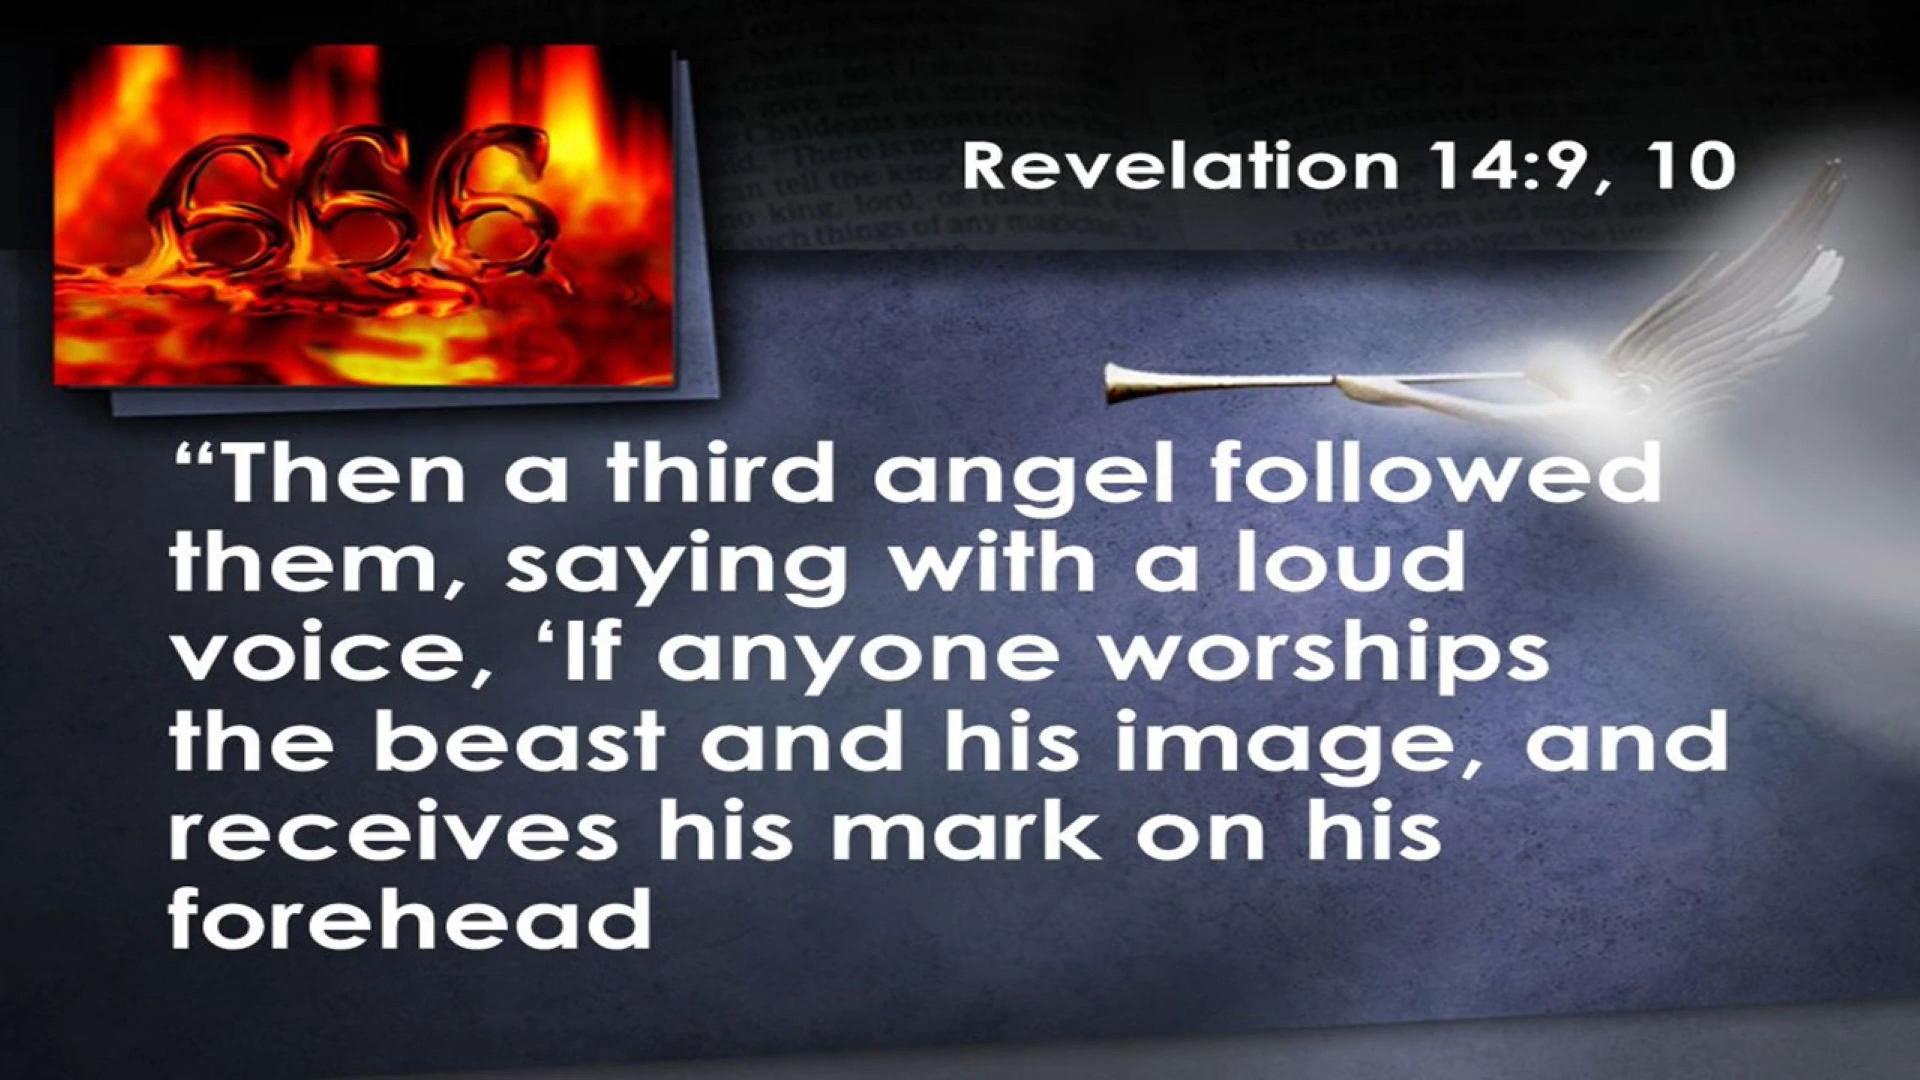 666
Revelation 14:9, 10
“Then a third angel followed
them, saying with a loud
voice, ‘If anyone worships
the beast and his image, and
receives his mark on his
forehead